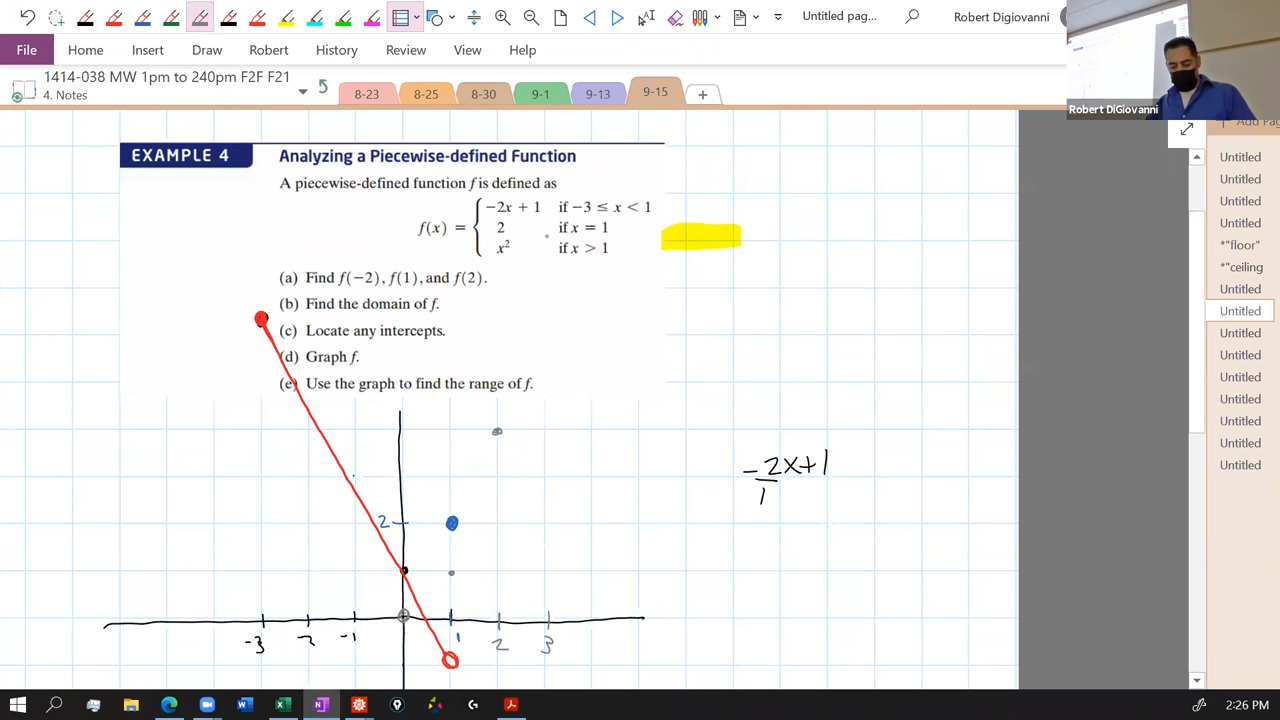 Untitled pag...
Robert Digiovanni
File
Home
Insert
Draw
Robert
History
Review
View
Help
1414-038 MW 1pm to 240pm F2F F21
4. Notes
8-23
8-25
8-30
9-1
9-13
9-15
Robert DiGiovanni
Add Pag
EXAMPLE 4
Analyzing a Piecewise-defined Function
A piecewise-defined function f is defined as
−2x + 1 if −3 ≤ x < 1
f(x) = { 2 if x = 1
x² if x > 1
(a) Find f(−2), f(1), and f(2).
(b) Find the domain of f.
(c) Locate any intercepts.
(d) Graph f.
(e) Use the graph to find the range of f.
-2x+1
1
2
-3
-2
-1
1
2
3
Untitled
Untitled
Untitled
Untitled
*"floor"
*"ceiling
Untitled
Untitled
Untitled
Untitled
Untitled
Untitled
Untitled
Untitled
Untitled
2:26 PM